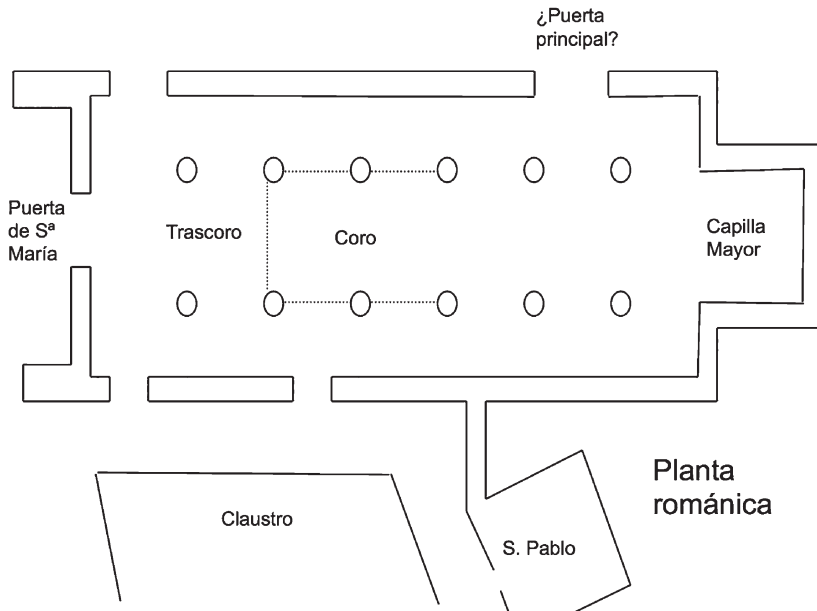 ¿Puerta
principal?
Puerta
de Sª
María
Trascoro
Coro
Capilla
Mayor
Planta
románica
Claustro
S. Pablo